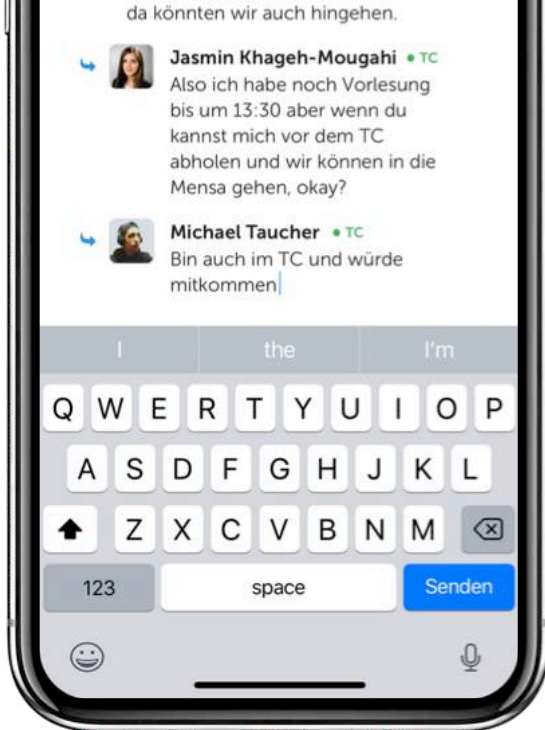 da könnten wir auch hingehen.
Jasmin Khageh-Mougahi • TC
Also ich habe noch Vorlesung
bis um 13:30 aber wenn du
kannst mich vor dem TC
abholen und wir können in die
Mensa gehen, okay?
Michael Taucher • TC
Bin auch im TC und würde
mitkommen
I the I'm
Q W E R T Y U I O P
A S D F G H J K L
Z X C V B N M
123 space Senden